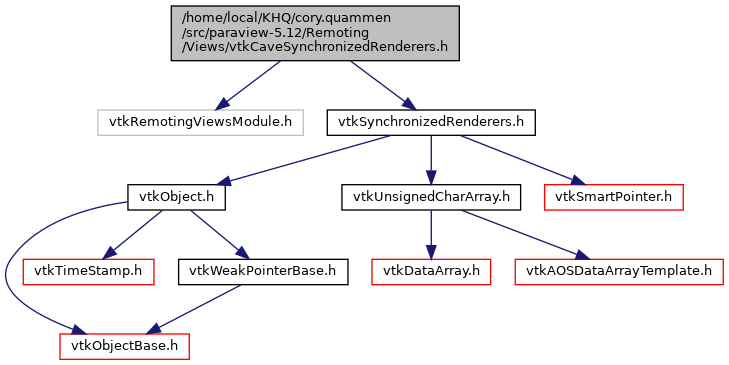 /home/local/KHQ/cory.quammen
/src/paraview-5.12/Remoting
/Views/vtkCaveSynchronizedRenderers.h
vtkRemotingViewsModule.h
vtkSynchronizedRenderers.h
vtkObject.h
vtkUnsignedCharArray.h
vtkSmartPointer.h
vtkTimeStamp.h
vtkWeakPointerBase.h
vtkDataArray.h
vtkAOSDataArrayTemplate.h
vtkObjectBase.h